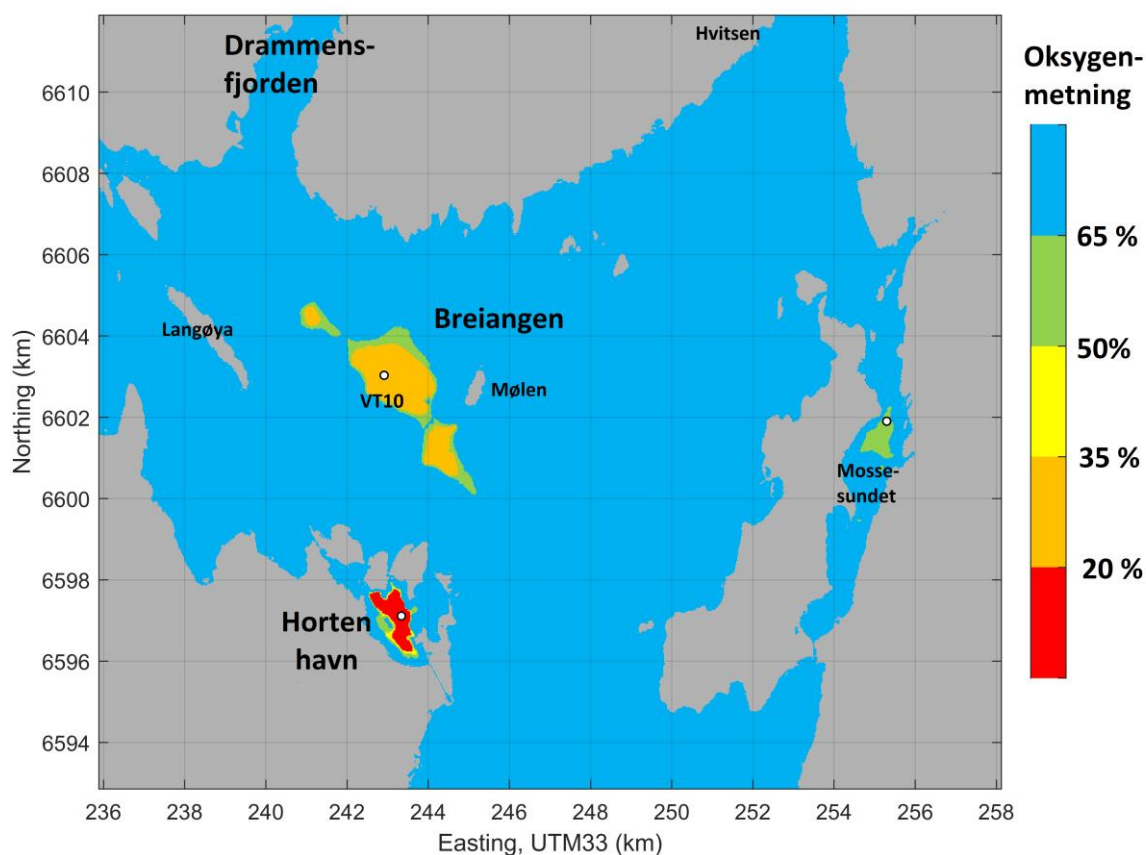 Drammens-
fjorden
Hvitsen
Oksygen-
metning
Langøya
Breiangen
VT10
Mølen
Mosse-
sundet
Horten
havn
65 %
50%
35 %
20 %
6610
6608
6606
6604
6602
6600
6598
6596
6594
Northing (km)
236
238
240
242
244
246
248
250
252
254
256
258
Easting, UTM33 (km)